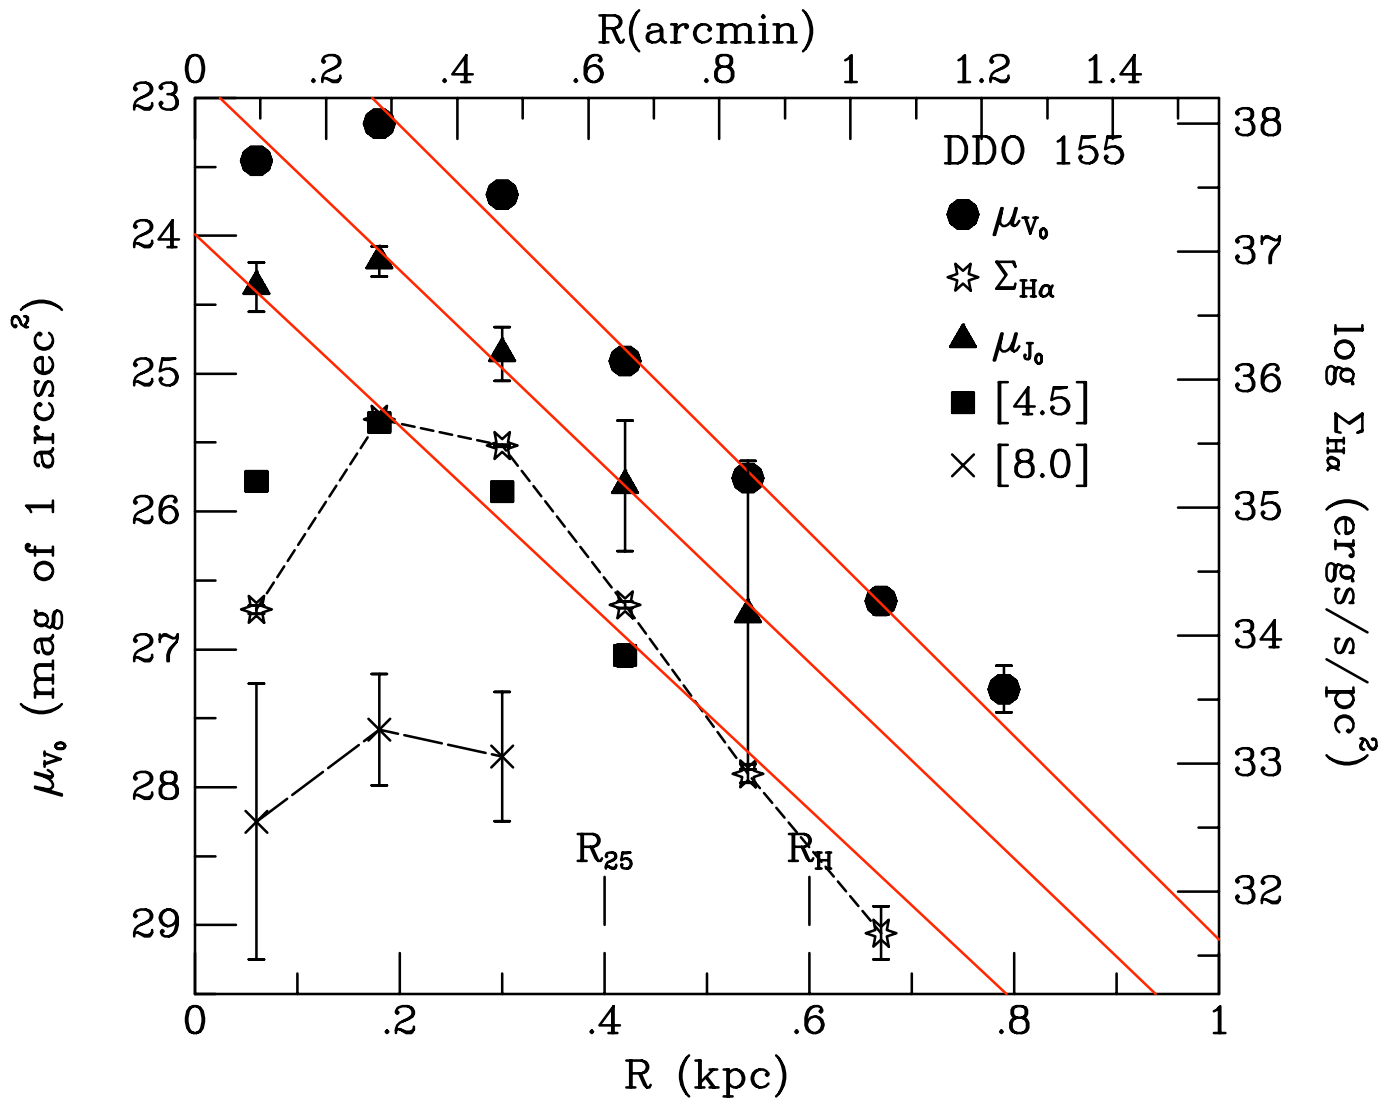 R(arcmin)
0 .2 .4 .6 .8 1 1.2 1.4
23
24
25
26
27
28
29
μV₀ (mag of 1 arcsec²)
DDO 155
μV₀
ΣHα
μJ₀
[4.5]
[8.0]
R₂₅
R_H
38
37
36
35
34
33
32
log ΣHα (ergs/s/pc²)
0 .2 .4 .6 .8 1
R (kpc)